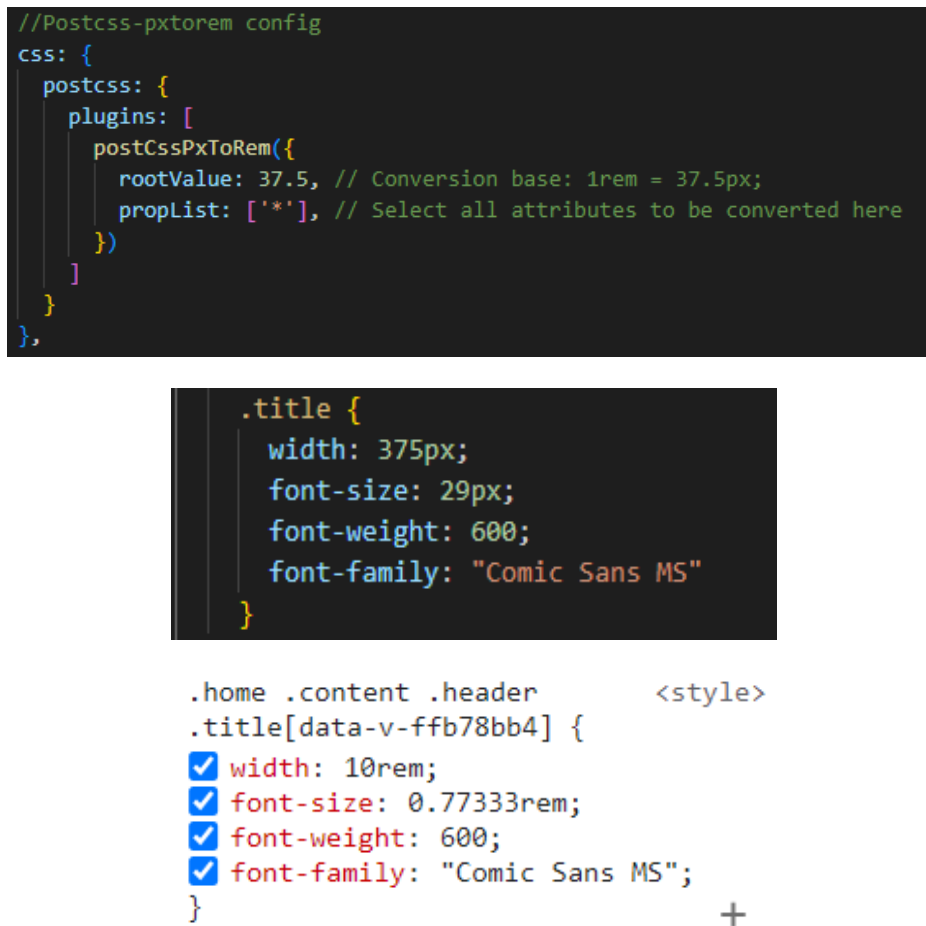 //Postcss-pxtorem config
css: {
postcss: {
plugins: [
postCssPxToRem({
rootValue: 37.5, // Conversion base: 1rem = 37.5px;
propList: ['*'], // Select all attributes to be converted here
})
]
}
},
.title {
width: 375px;
font-size: 29px;
font-weight: 600;
font-family: "Comic Sans MS"
}
.home .content .header <style>
.title[data-v-ffb78bb4] {
width: 10rem;
font-size: 0.77333rem;
font-weight: 600;
font-family: "Comic Sans MS";
}